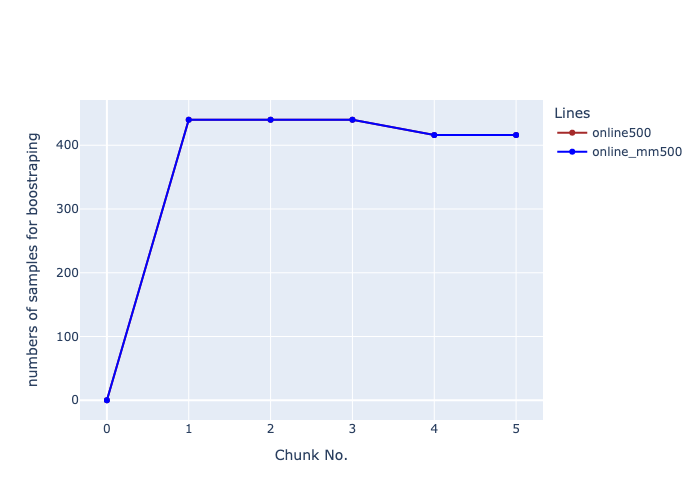 Lines
online500
online_mm500
numbers of samples for boostraping
400
300
200
100
0
0 1 2 3 4 5
Chunk No.